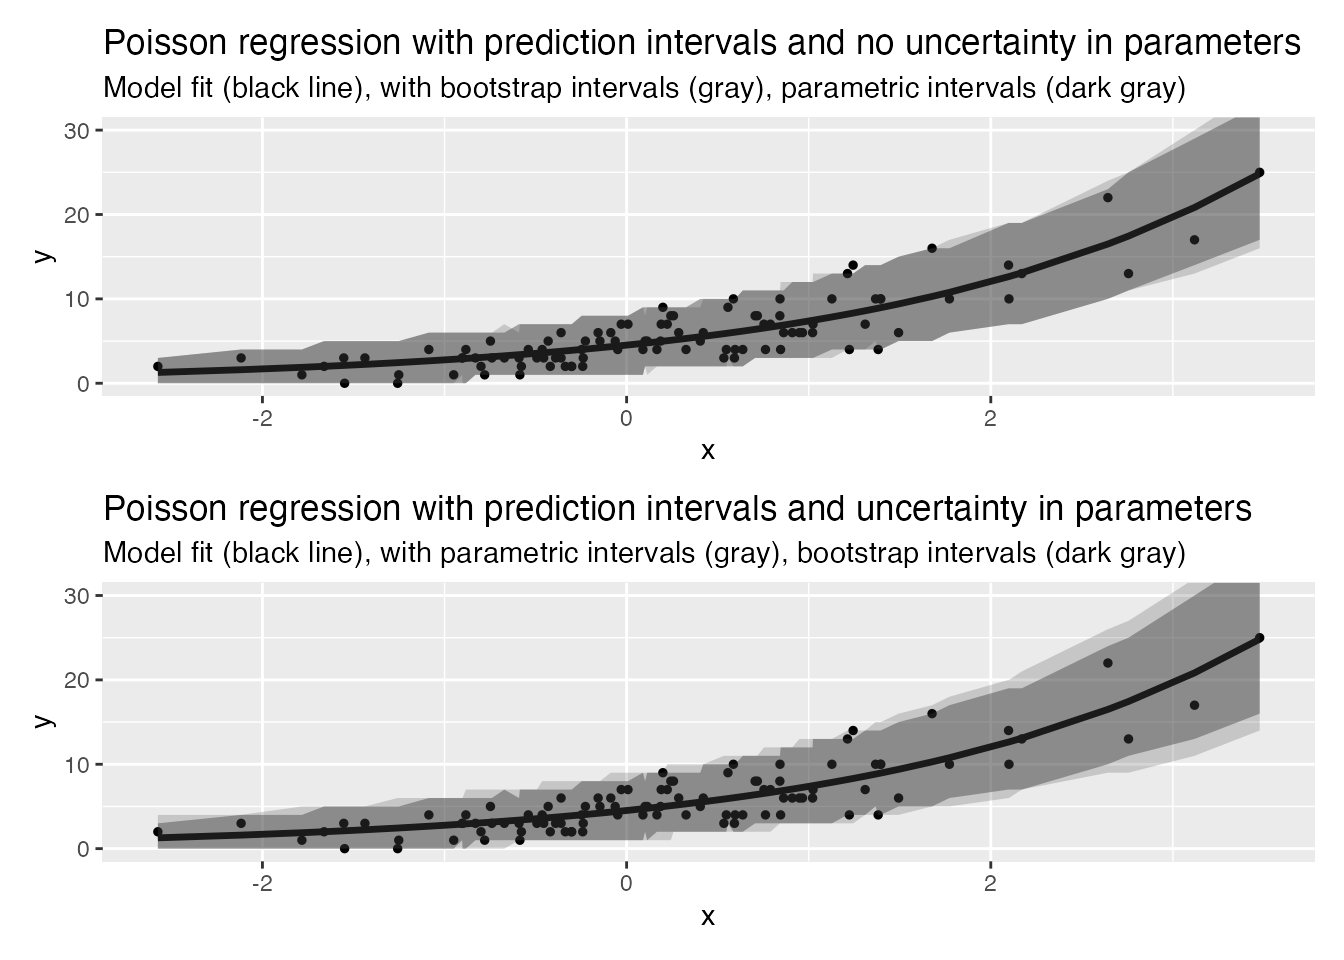 Poisson regression with prediction intervals and no uncertainty in parameters
Model fit (black line), with bootstrap intervals (gray), parametric intervals (dark gray)
30
20
10
0
y
-2
0
2
x
Poisson regression with prediction intervals and uncertainty in parameters
Model fit (black line), with parametric intervals (gray), bootstrap intervals (dark gray)
30
20
10
0
y
-2
0
2
x